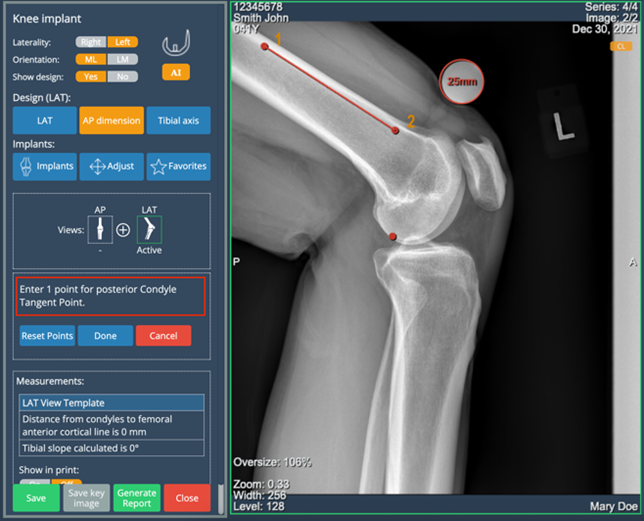 Knee implant
Laterality: Right Left
Orientation: ML LM
Show design: Yes No
AI
Design (LAT):
LAT AP dimension Tibial axis
Implants:
Implants Adjust Favorites
AP LAT
Views:
- Active
Enter 1 point for posterior Condyle
Tangent Point.
Reset Points Done Cancel
Measurements:
LAT View Template
Distance from condyles to femoral
anterior cortical line is 0 mm
Tibial slope calculated is 0°
Show in print:
On Off
Save Save key image Generate Report Close
12345678
Smith John
041Y
Series: 4/4
Image: 2/2
Dec 30, 2021
CL
1
2
25mm
L
P
A
Oversize: 106%
Zoom: 0.33
Width: 256
Level: 128
Mary Doe